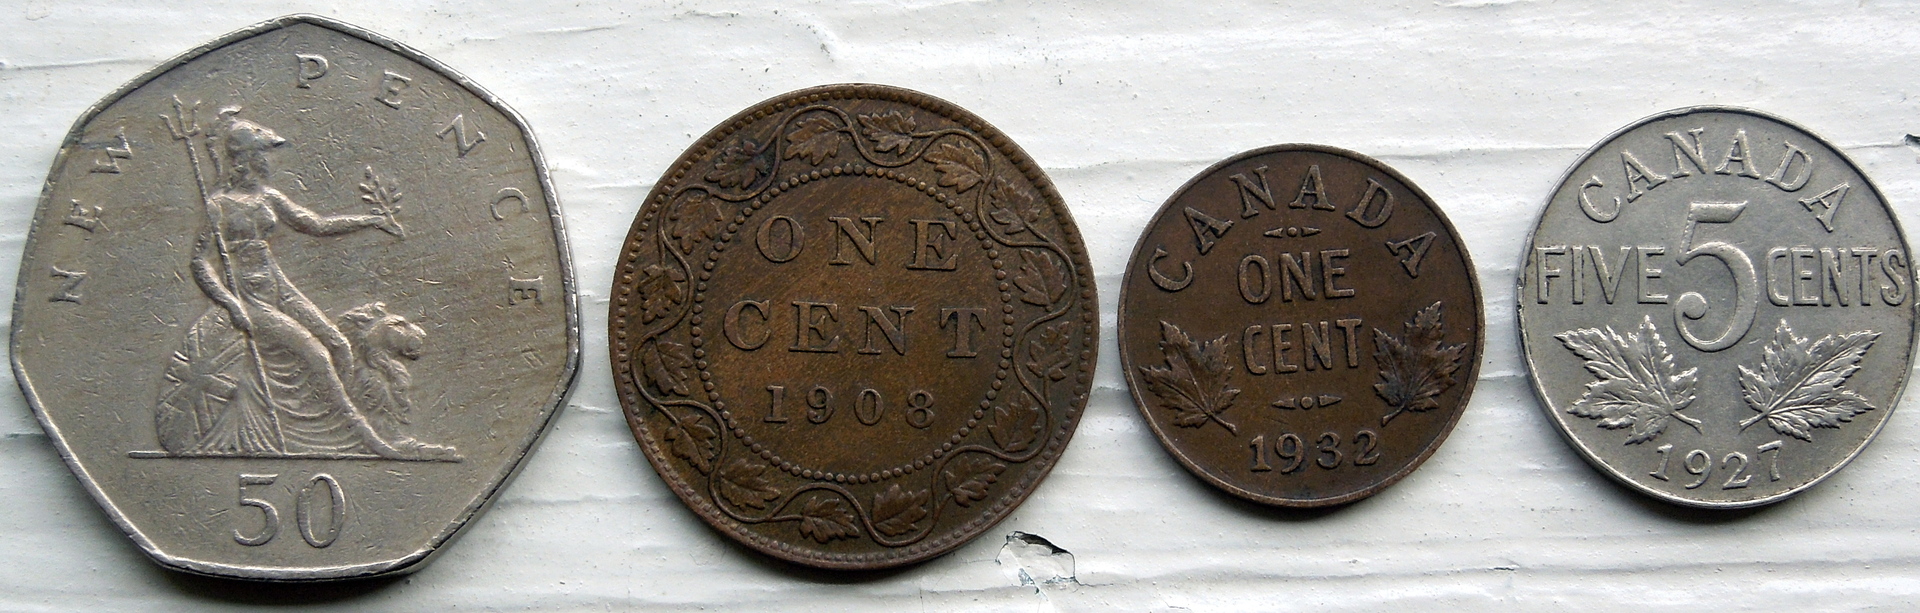 NEW PENCE
50
ONE
CENT
1908
CANADA
ONE
CENT
1932
CANADA
FIVE 5 CENTS
1927